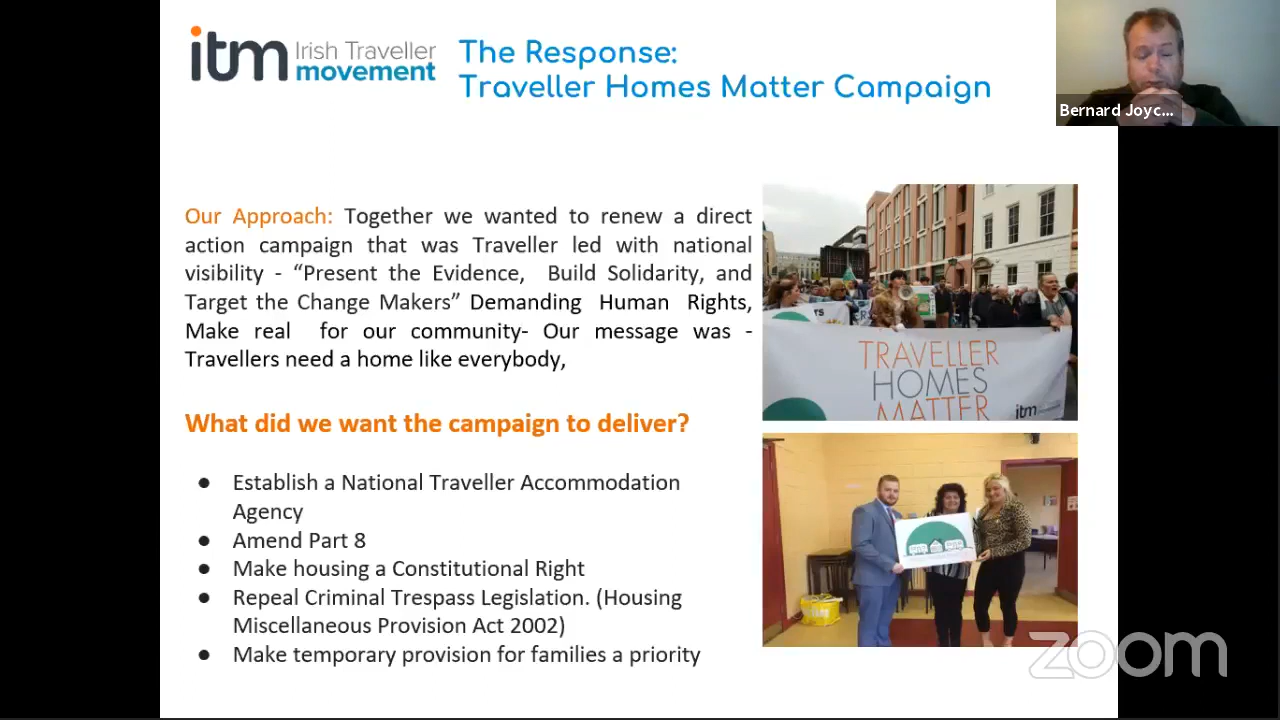 itm Irish Traveller movement
The Response:
Traveller Homes Matter Campaign
Bernard Joyc...
Our Approach: Together we wanted to renew a direct
action campaign that was Traveller led with national
visibility - “Present the Evidence, Build Solidarity, and
Target the Change Makers” Demanding Human Rights,
Make real for our community- Our message was -
Travellers need a home like everybody,
TRAVELLER
HOMES
MATTER
itm
What did we want the campaign to deliver?
● Establish a National Traveller Accommodation
Agency
● Amend Part 8
● Make housing a Constitutional Right
● Repeal Criminal Trespass Legislation. (Housing
Miscellaneous Provision Act 2002)
● Make temporary provision for families a priority
zoom